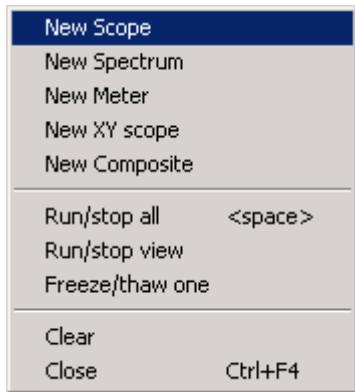 New Scope
New Spectrum
New Meter
New XY scope
New Composite
Run/stop all <space>
Run/stop view
Freeze/thaw one
Clear
Close Ctrl+F4